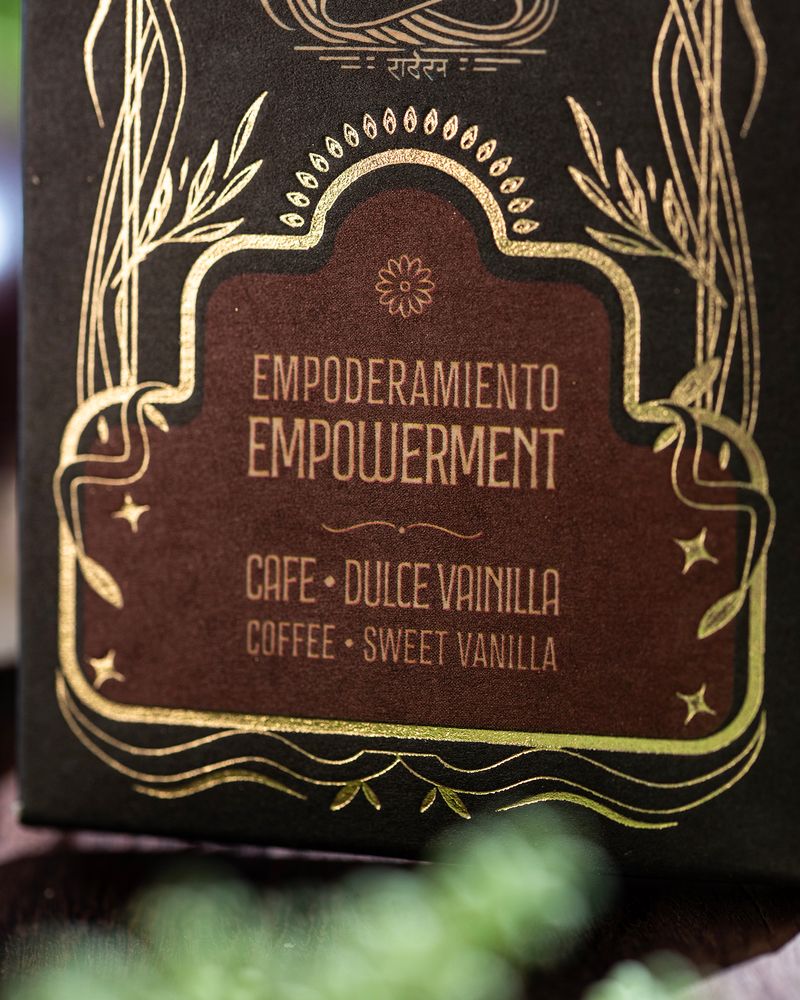 EMPODERAMIENTO
EMPOWERMENT
CAFE • DULCE VAINILLA
COFFEE • SWEET VANILLA